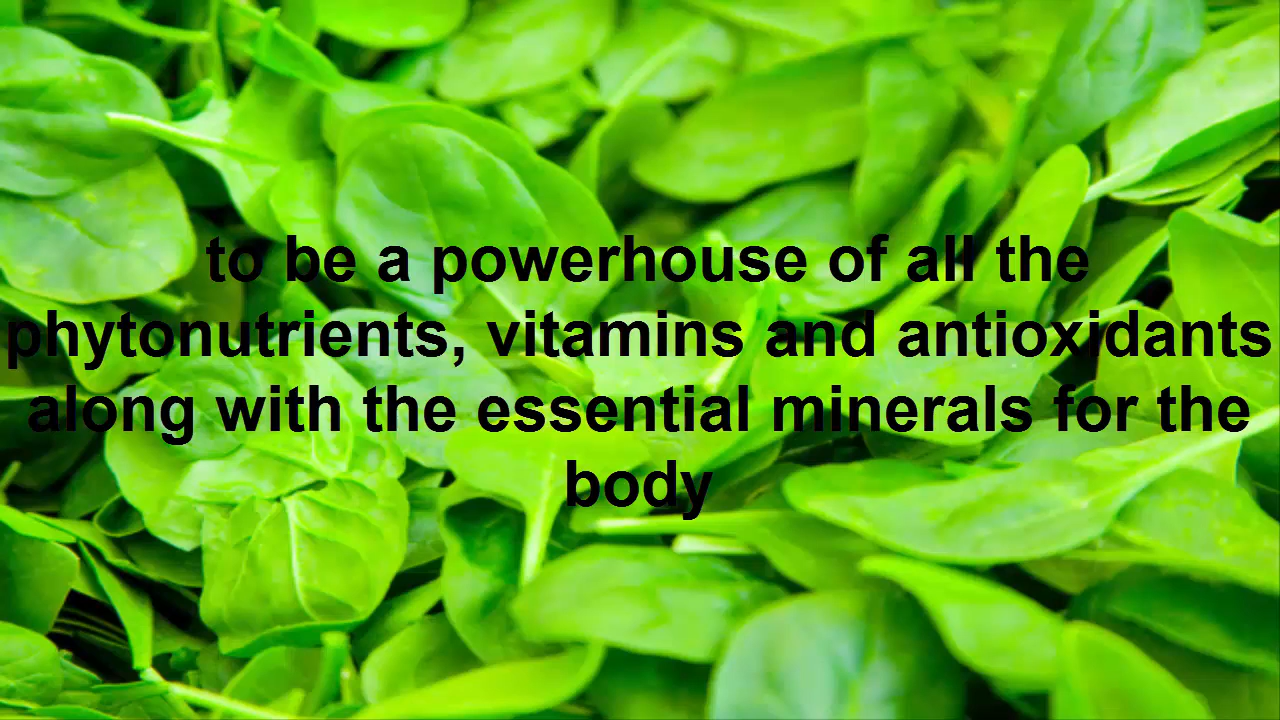 to be a powerhouse of all the
phytonutrients, vitamins and antioxidants
along with the essential minerals for the
body